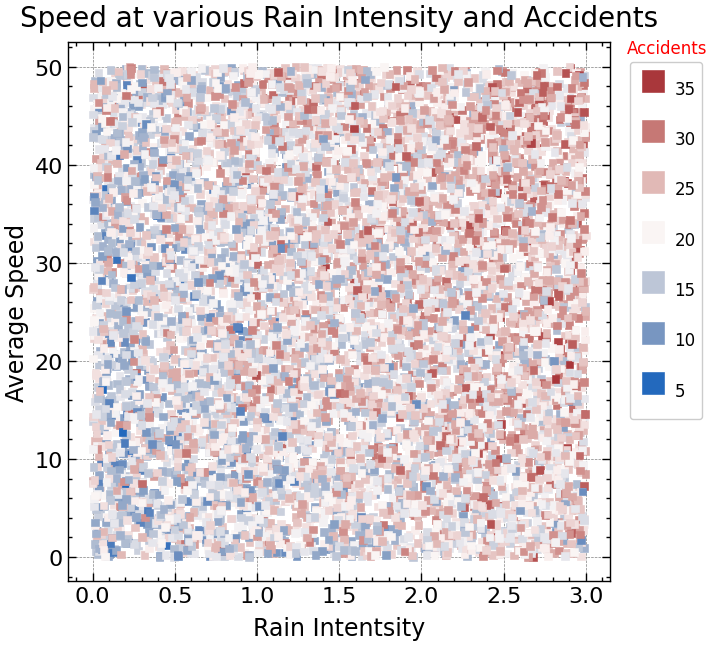 Speed at various Rain Intensity and Accidents
Accidents
35
30
25
20
15
10
5
Average Speed
50
40
30
20
10
0
0.0 0.5 1.0 1.5 2.0 2.5 3.0
Rain Intentsity